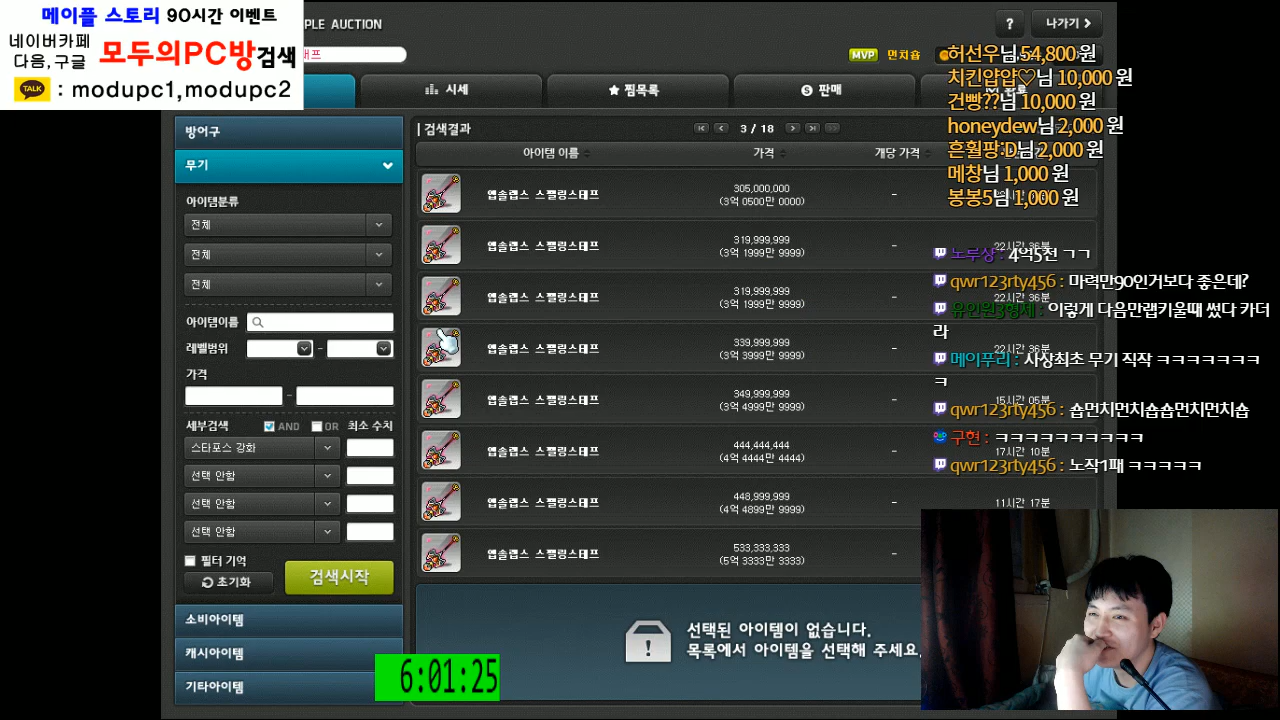 메이플 스토리 90시간 이벤트
네이버카페
다음,구글
모두의PC방검색
TALK : modupc1,modupc2
PLE AUCTION
?
나가기
MVP 먼치숍
시세
찜목록
판매
방어구
무기
아이템분류
전체
전체
전체
아이템이름
레벨범위 -
가격
-
세부검색 AND OR 최소 수치
스타포스 강화
선택 안함
선택 안함
선택 안함
필터 기억
초기화
검색시작
소비아이템
캐시아이템
기타아이템
검색결과
3 / 18
아이템 이름 가격 개당 가격
앱솔랩스 스펠링스태프 305,000,000 -
(3억 0500만 0000)
앱솔랩스 스펠링스태프 319,999,999 -
(3억 1999만 9999)
앱솔랩스 스펠링스태프 319,999,999 - 22시간 36분
(3억 1999만 9999)
앱솔랩스 스펠링스태프 339,999,999 - 22시간 36분
(3억 3999만 9999)
앱솔랩스 스펠링스태프 349,999,999 - 15시간 05분
(3억 4999만 9999)
앱솔랩스 스펠링스태프 444,444,444 - 17시간 10분
(4억 4444만 4444)
앱솔랩스 스펠링스태프 448,999,999 - 11시간 17분
(4억 4899만 9999)
앱솔랩스 스펠링스태프 533,333,333 -
(5억 3333만 3333)
선택된 아이템이 없습니다.
목록에서 아이템을 선택해 주세요.
6:01:25
허선우님 54,800 원
치킨얍얍♡님 10,000 원
건빵??님 10,000 원
honeydew님 2,000 원
흔훨팡:D님 2,000 원
메창님 1,000 원
봉봉5님 1,000 원
노루상 : 4억5천 ㄱㄱ
qwr123rty456 : 마력만90인거보다 좋은데?
유인원3형제 : 이렇게 다음만랩키울때 썼다 카더
라
메이푸리 : 사상최초 무기 직작 ㅋㅋㅋㅋㅋㅋㅋ
ㅋ
qwr123rty456 : 숍먼치먼치숍숍먼치먼치숍
구현 : ㅋㅋㅋㅋㅋㅋㅋㅋㅋㅋ
qwr123rty456 : 노작1패 ㅋㅋㅋㅋㅋ